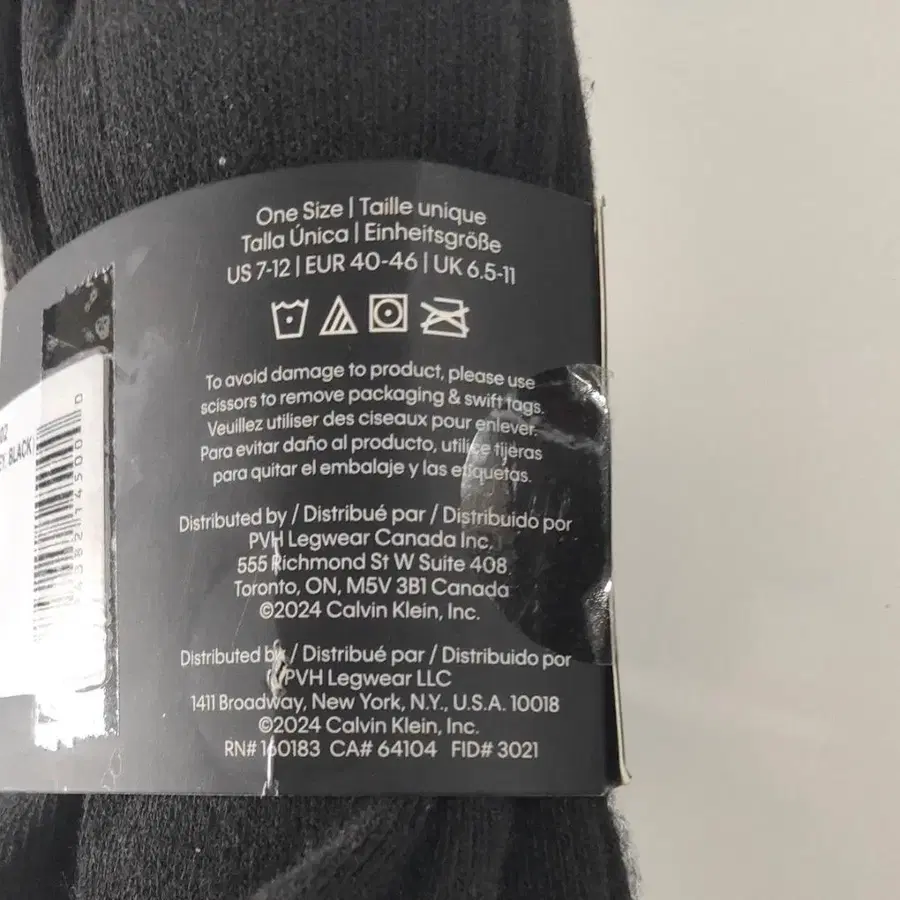 One Size | Taille unique
Talla Única | Einheitsgröße
US 7-12 | EUR 40-46 | UK 6.5-11
To avoid damage to product, please use
scissors to remove packaging & swift tags.
Veuillez utiliser des ciseaux pour enlever.
Para evitar daño al producto, utilice tijeras
para quitar el embalaje y las etiquetas.
Distributed by / Distribué par / Distribuido por
PVH Legwear Canada Inc.
555 Richmond St W Suite 408
Toronto, ON, M5V 3B1 Canada
©2024 Calvin Klein, Inc.
Distributed by / Distribué par / Distribuido por
PVH Legwear LLC
1411 Broadway, New York, N.Y., U.S.A. 10018
©2024 Calvin Klein, Inc.
RN# 160183 CA# 64104 FID# 3021
02
BLACK